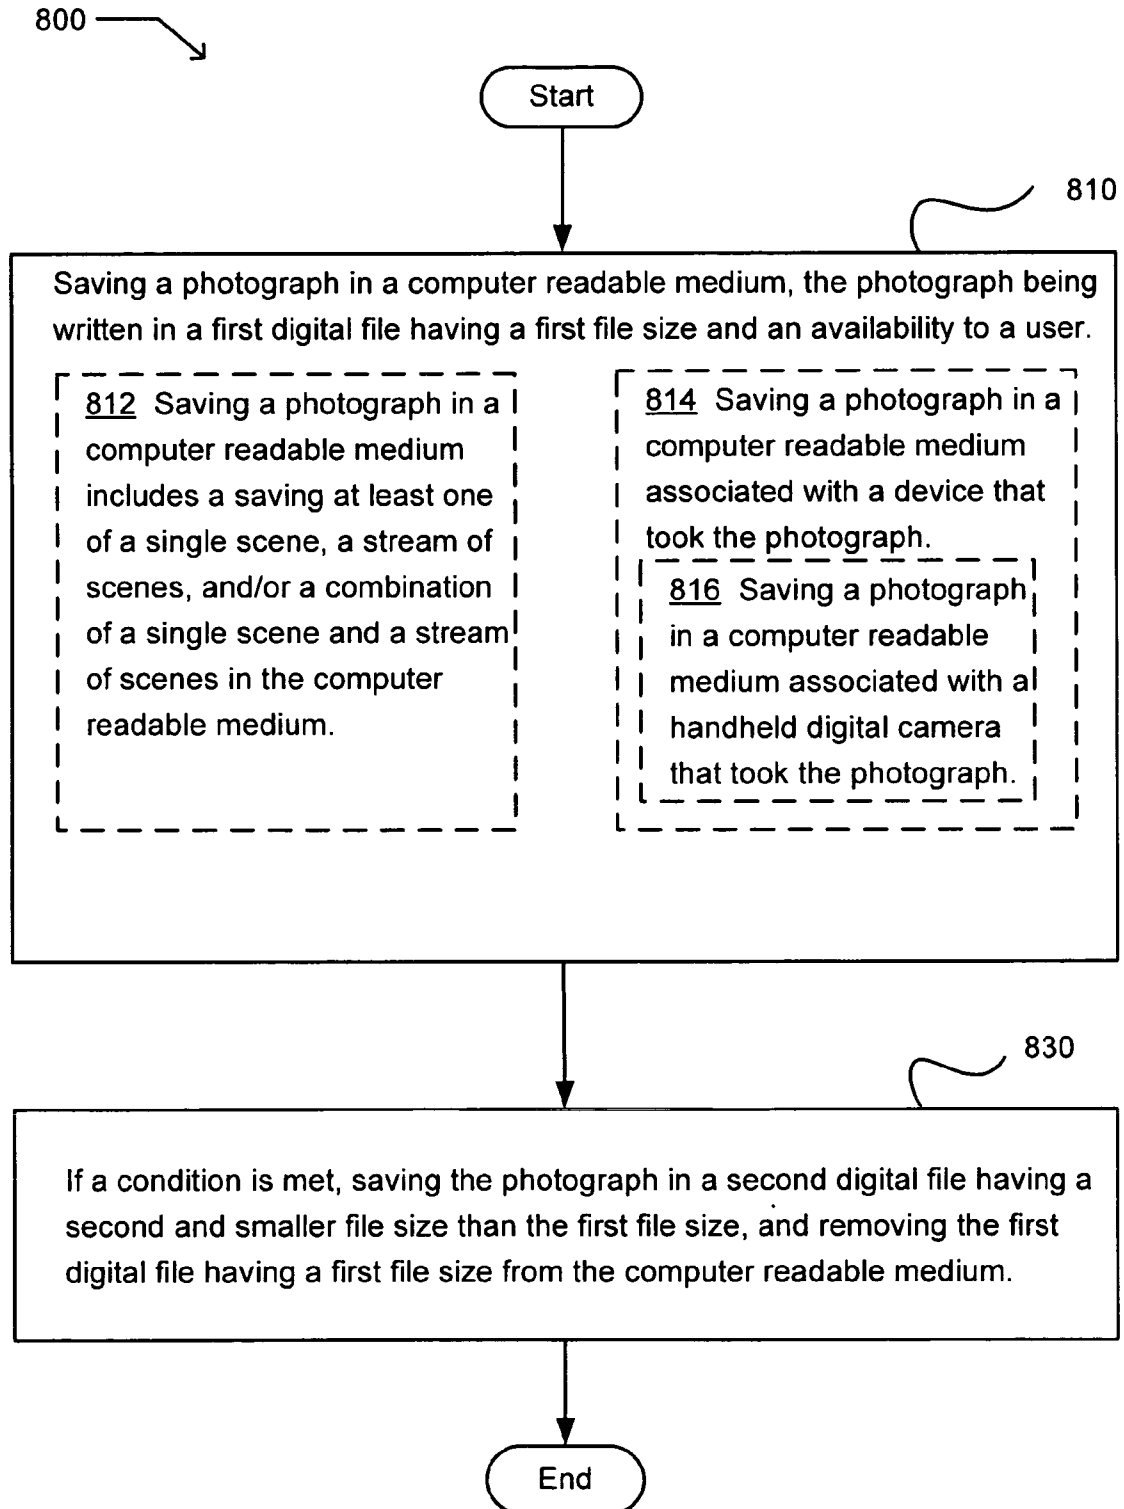 800
Start
810
Saving a photograph in a computer readable medium, the photograph being
written in a first digital file having a first file size and an availability to a user.
812 Saving a photograph in a
computer readable medium
includes a saving at least one
of a single scene, a stream of
scenes, and/or a combination
of a single scene and a stream
of scenes in the computer
readable medium.
814 Saving a photograph in a
computer readable medium
associated with a device that
took the photograph.
816 Saving a photograph
in a computer readable
medium associated with a
handheld digital camera
that took the photograph.
830
If a condition is met, saving the photograph in a second digital file having a
second and smaller file size than the first file size, and removing the first
digital file having a first file size from the computer readable medium.
End